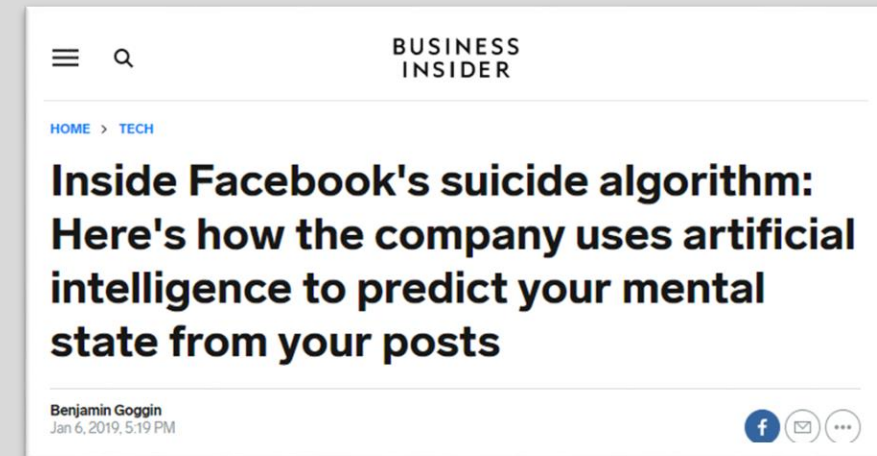 BUSINESS
INSIDER
HOME > TECH
Inside Facebook's suicide algorithm:
Here's how the company uses artificial
intelligence to predict your mental
state from your posts
Benjamin Goggin
Jan 6, 2019, 5:19 PM
f